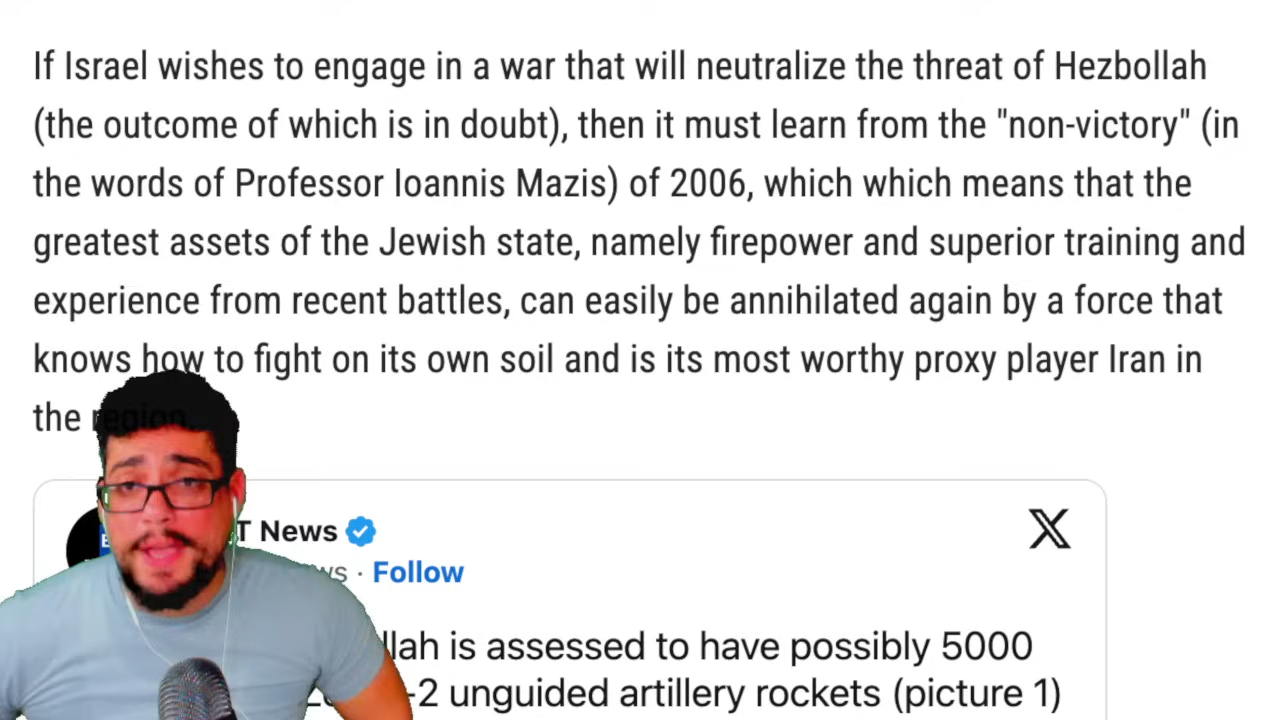 If Israel wishes to engage in a war that will neutralize the threat of Hezbollah
(the outcome of which is in doubt), then it must learn from the "non-victory" (in
the words of Professor Ioannis Mazis) of 2006, which which means that the
greatest assets of the Jewish state, namely firepower and superior training and
experience from recent battles, can easily be annihilated again by a force that
knows how to fight on its own soil and is its most worthy proxy player Iran in
the region.
T News
· Follow
X
llah is assessed to have possibly 5000
-2 unguided artillery rockets (picture 1)